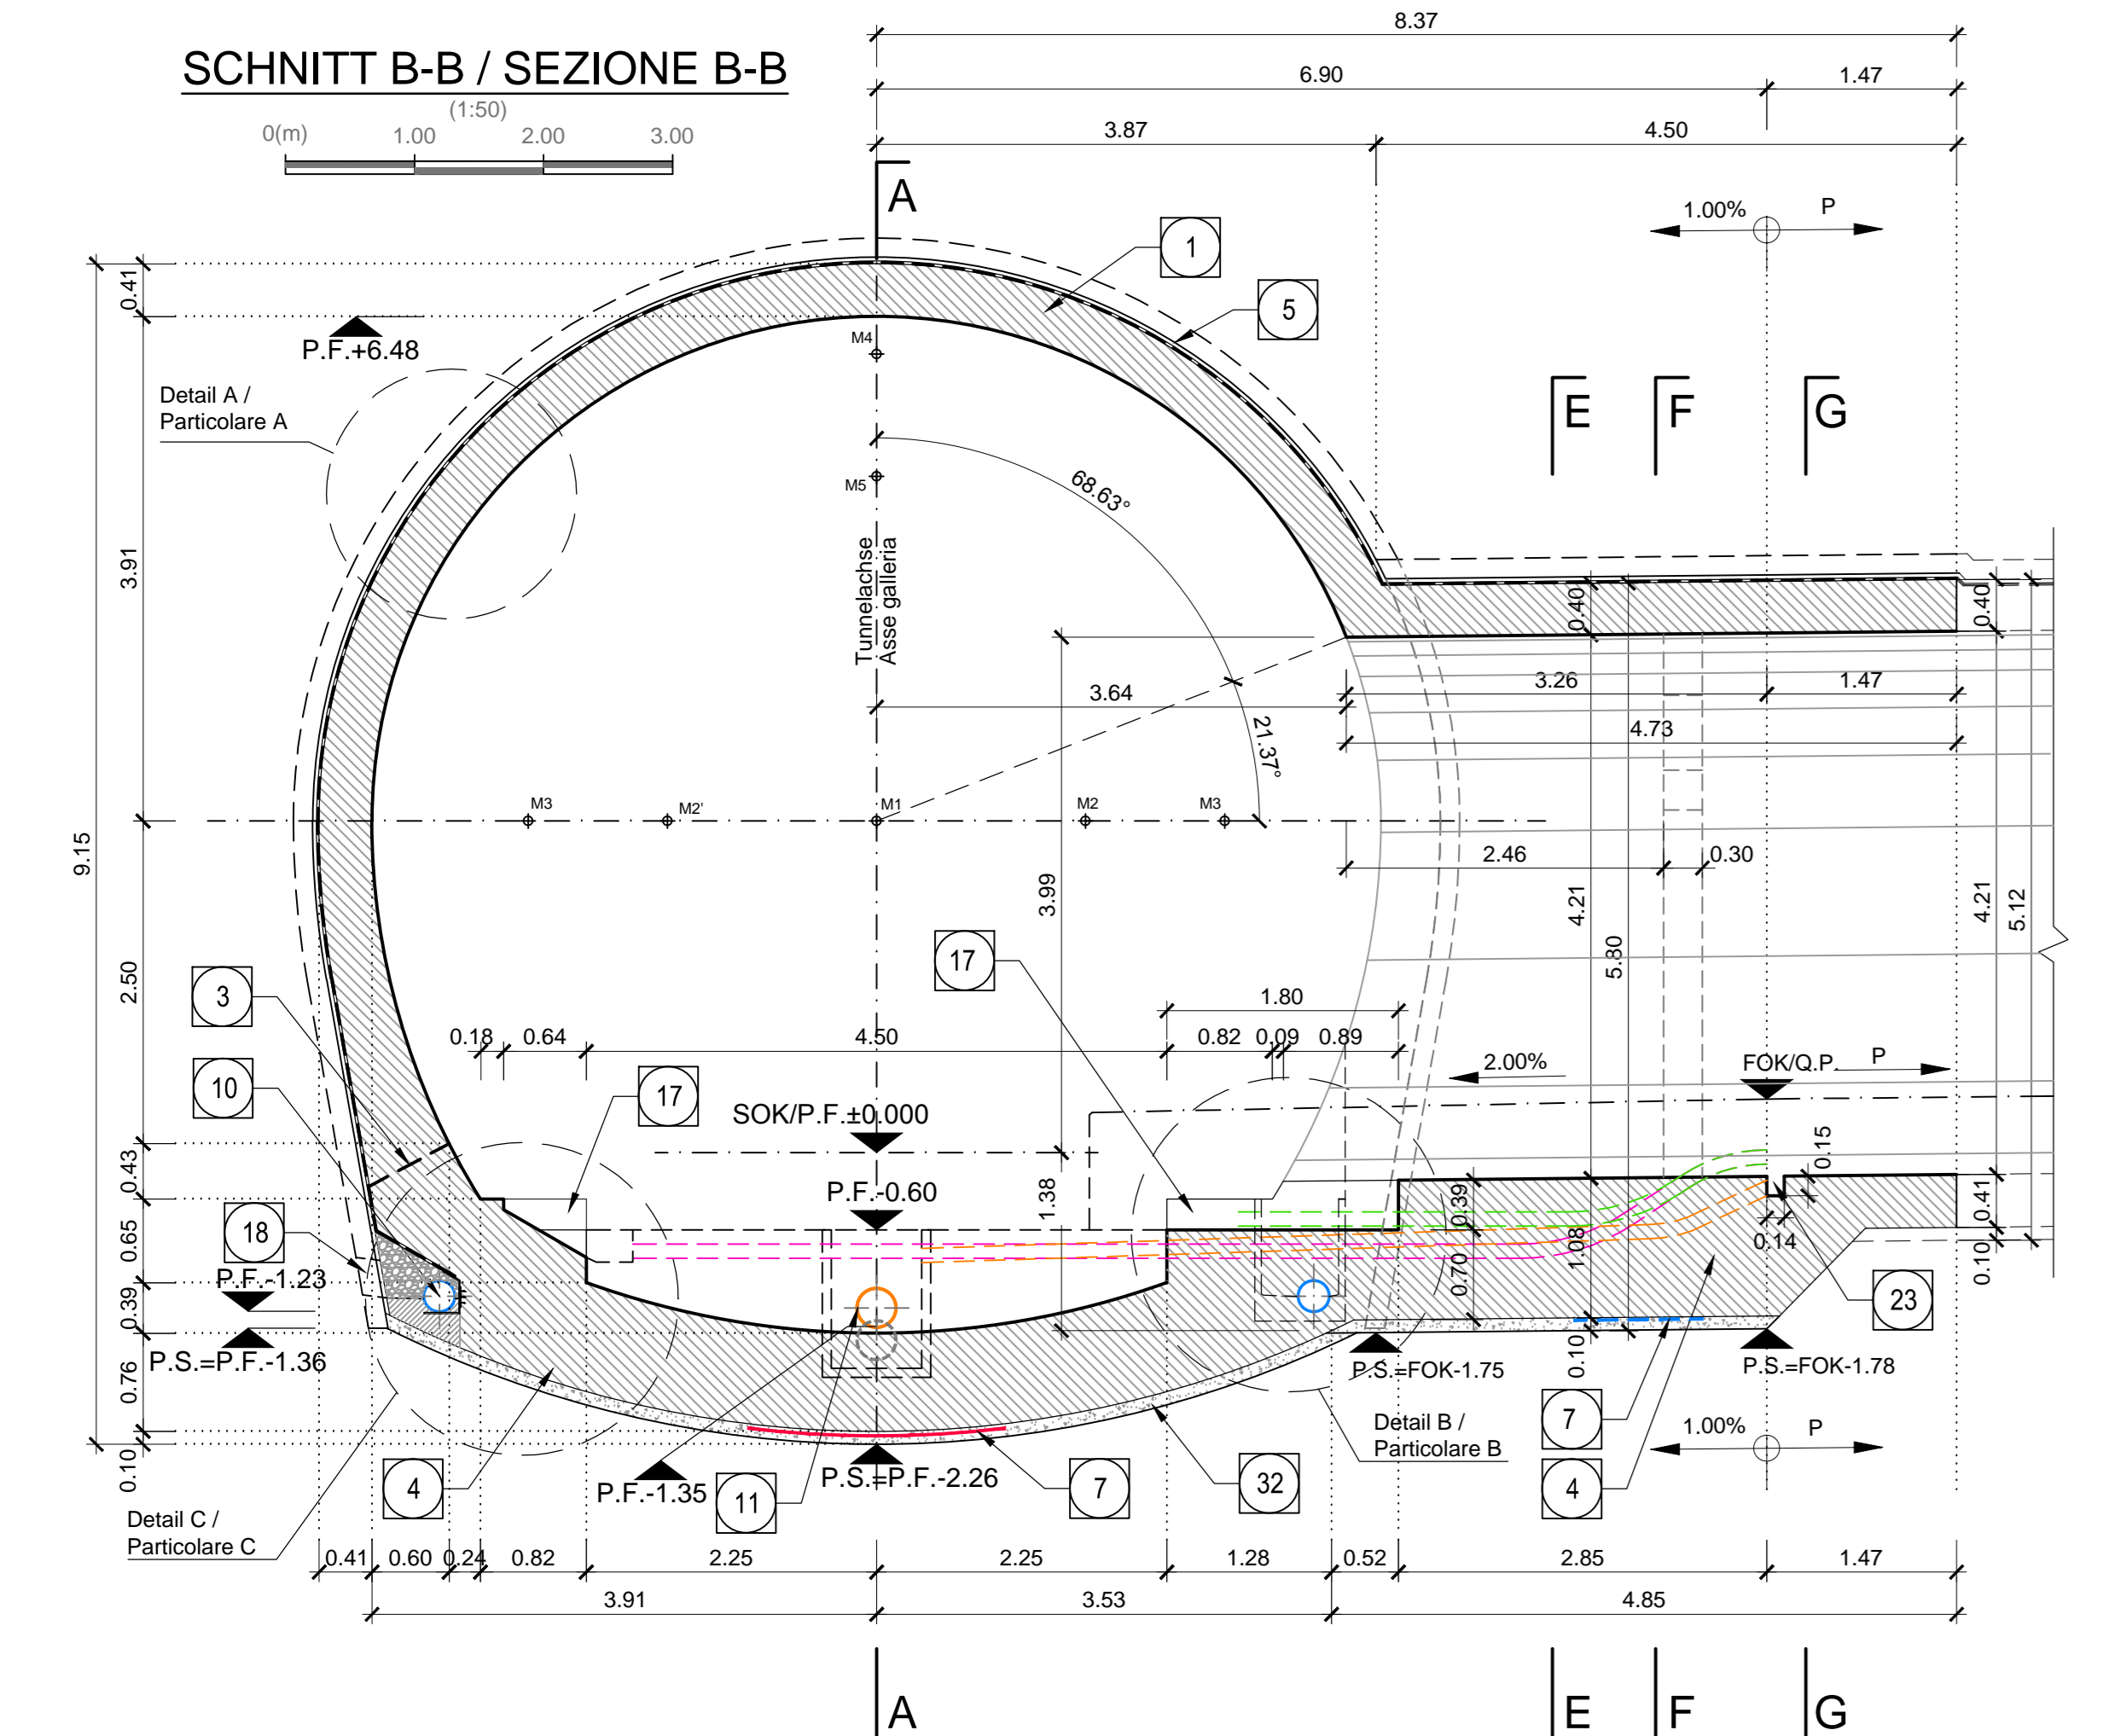 8.37
SCHNITT B-B / SEZIONE B-B
(1:50)
0(m) 1.00 2.00 3.00
6.90 1.47
3.87 4.50
A
1.00% P
1
5
0.41
P.F.+6.48
M4
Detail A /
Particolare A
E F G
M5
68.63°
Tunnelachse
Asse galleria
3.91
0.40
0.40
3.64
3.26 1.47
4.73
21.37°
M3 M2' M1 M2 M3
9.15
2.46 0.30
3.99
4.21
5.80
4.21
5.12
2.50
17
3
1.80
0.18 0.64 4.50 0.82 0.09 0.89
10
17
2.00%
FOK/Q.P. P
SOK/P.F.±0.000
0.43
0.15
P.F.-0.60
1.38
0.39
0.41
0.65
18
1.08
0.14
0.70
0.10
P.F.-1.23
0.39
23
P.S.=P.F.-1.36
0.10
P.S.=FOK-1.75
P.S.=FOK-1.78
0.76
7
Detail B /
Particolare B
1.00% P
0.10
4
P.F.-1.35
11
P.S.=P.F.-2.26
7
32
4
Detail C /
Particolare C
0.41 0.60 0.24 0.82 2.25 2.25 1.28 0.52 2.85 1.47
3.91 3.53 4.85
A E F G